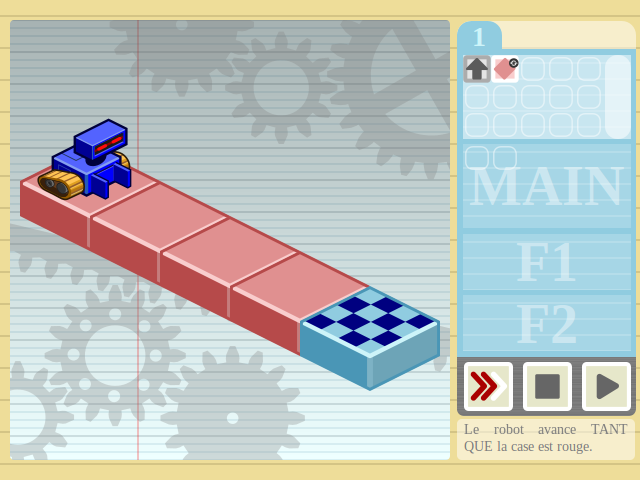 1
MAIN
F1
F2
Le robot avance TANT
QUE la case est rouge.